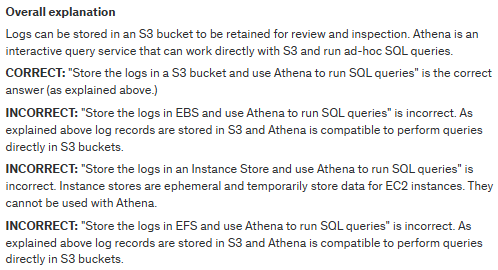 Overall explanation
Logs can be stored in an S3 bucket to be retained for review and inspection. Athena is an
interactive query service that can work directly with S3 and run ad-hoc SQL queries.
CORRECT: "Store the logs in a S3 bucket and use Athena to run SQL queries" is the correct
answer (as explained above.)
INCORRECT: "Store the logs in EBS and use Athena to run SQL queries" is incorrect. As
explained above log records are stored in S3 and Athena is compatible to perform queries
directly in S3 buckets.
INCORRECT: "Store the logs in an Instance Store and use Athena to run SQL queries" is
incorrect. Instance stores are ephemeral and temporarily store data for EC2 instances. They
cannot be used with Athena.
INCORRECT: "Store the logs in EFS and use Athena to run SQL queries" is incorrect. As
explained above log records are stored in S3 and Athena is compatible to perform queries
directly in S3 buckets.